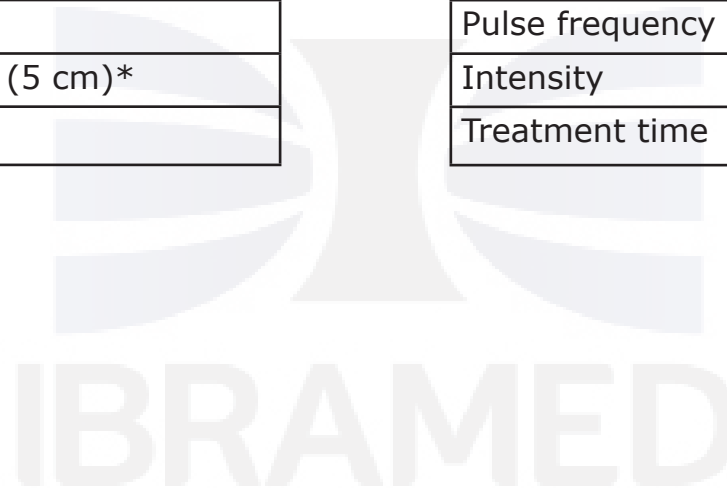 Pulse frequency
(5 cm)*
Intensity
Treatment time
IBRAMED